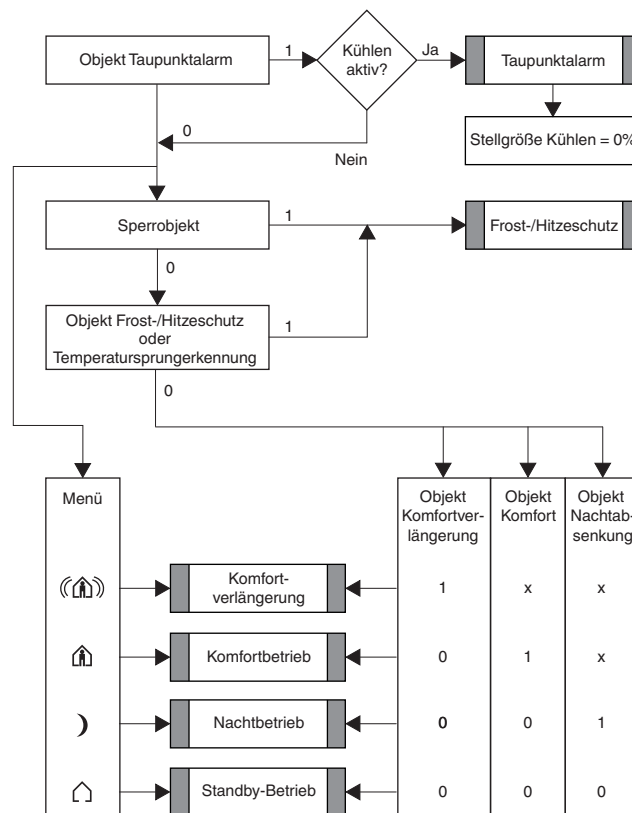 Objekt Taupunktalarm
1
Kühlen
aktiv?
Ja
Taupunktalarm
0
Nein
Stellgröße Kühlen = 0%
Sperrobjekt
1
Frost-/Hitzeschutz
0
Objekt Frost-/Hitzeschutz
oder
Temperatursprungerkennung
1
0
Menü
Objekt
Komfortver-
längerung
Objekt
Komfort
Objekt
Nachtab-
senkung
Komfort-
verlängerung
1
x
x
Komfortbetrieb
0
1
x
Nachtbetrieb
0
0
1
Standby-Betrieb
0
0
0